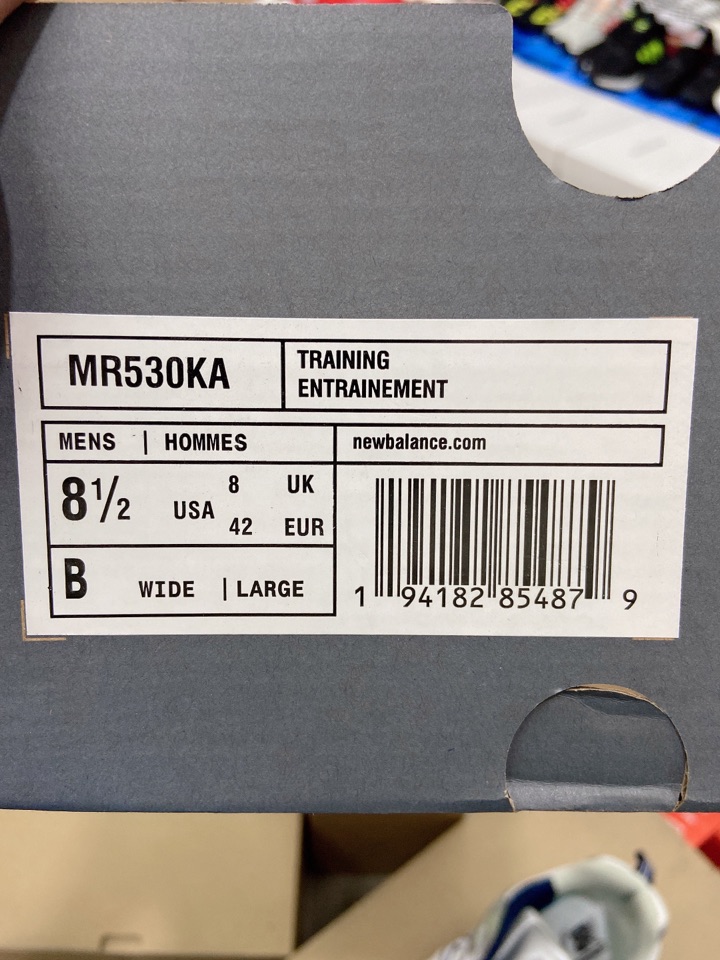 MR530KA
TRAINING
ENTRAINEMENT
MENS | HOMMES
newbalance.com
8½ USA
8 UK
42 EUR
B WIDE | LARGE
1 94182 85487 9